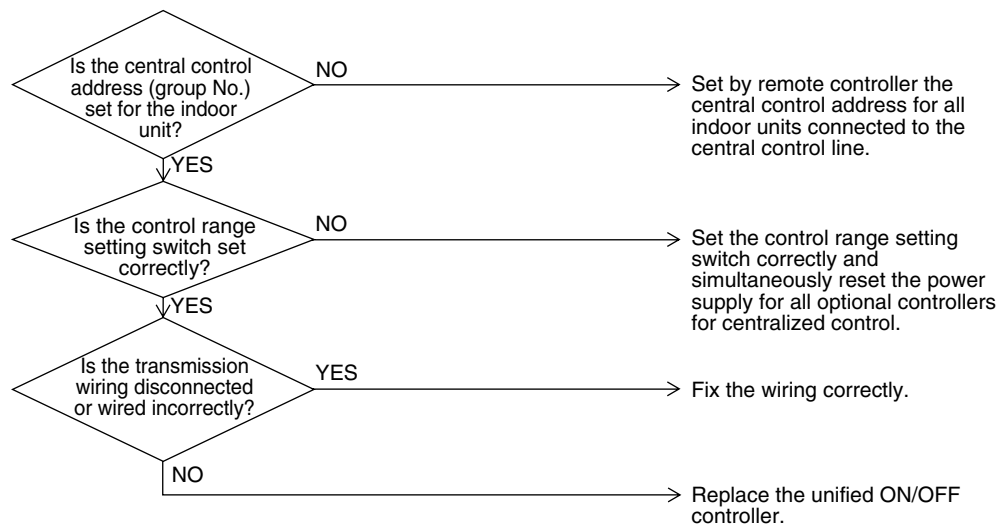 Is the central control
address (group No.)
set for the indoor
unit?
NO
Set by remote controller the
central control address for all
indoor units connected to the
central control line.
YES
Is the control range
setting switch set
correctly?
NO
Set the control range setting
switch correctly and
simultaneously reset the power
supply for all optional controllers
for centralized control.
YES
Is the transmission
wiring disconnected
or wired incorrectly?
YES
Fix the wiring correctly.
NO
Replace the unified ON/OFF
controller.